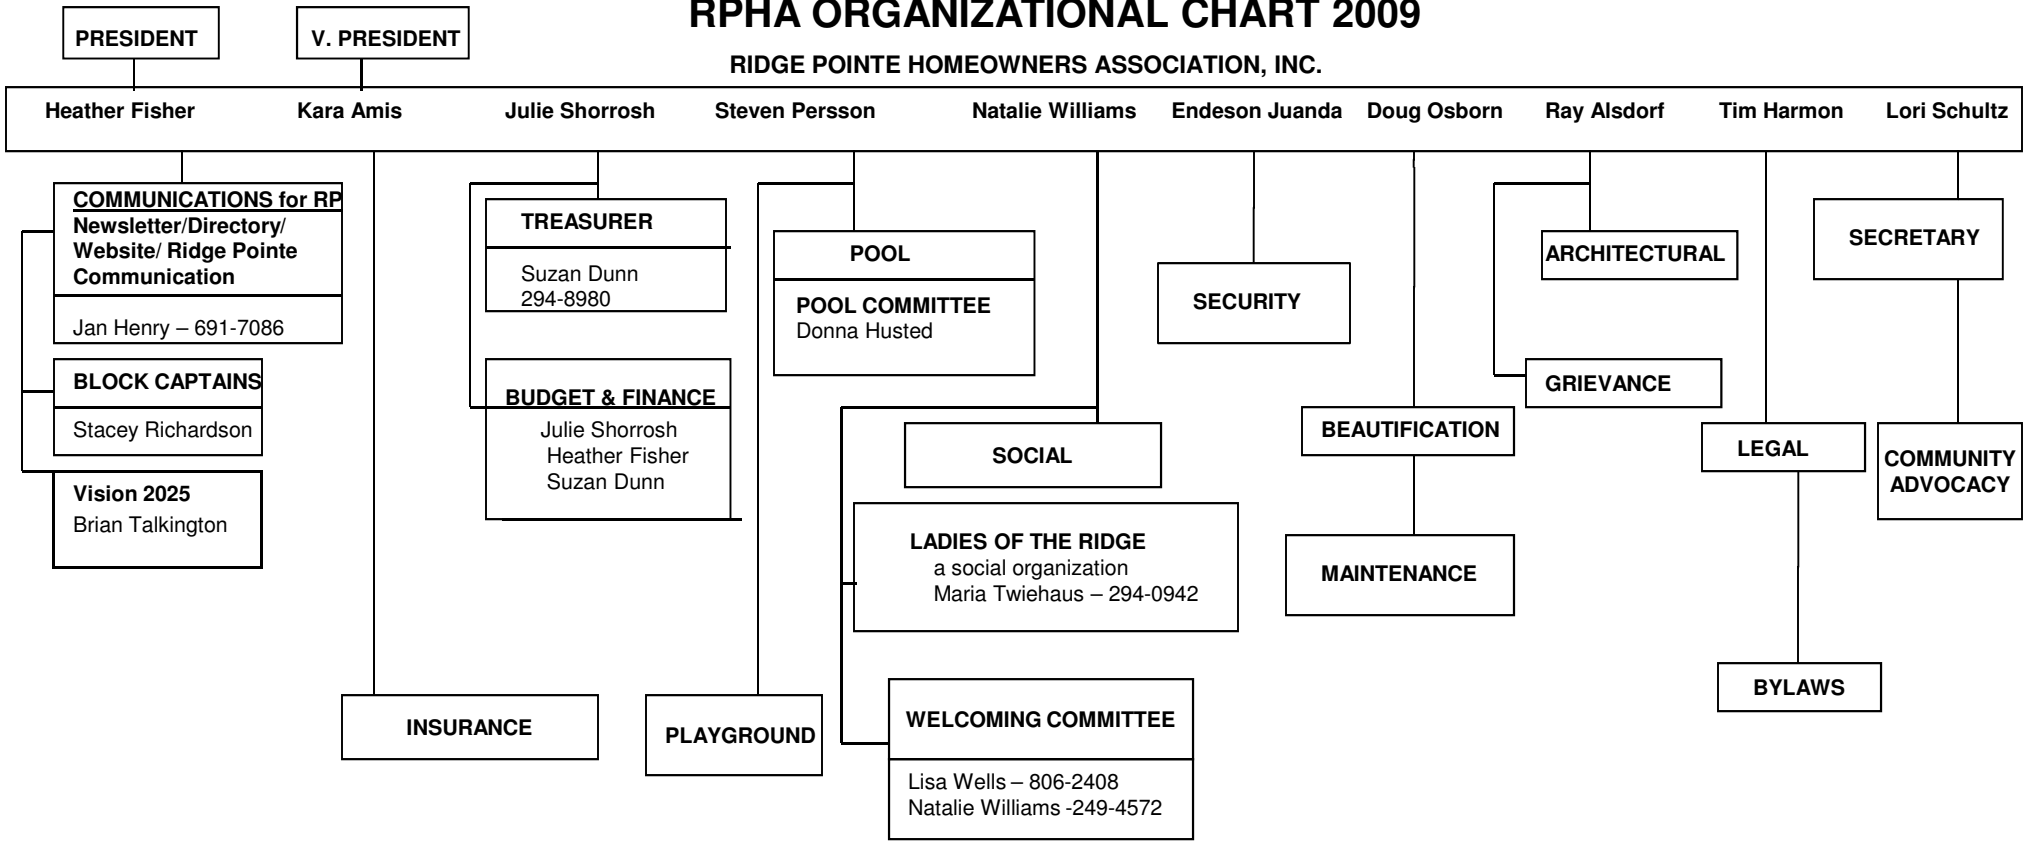 RPHA ORGANIZATIONAL CHART 2009
PRESIDENT
V. PRESIDENT
RIDGE POINTE HOMEOWNERS ASSOCIATION, INC.
Heather Fisher
Kara Amis
Julie Shorrosh
Steven Persson
Natalie Williams
Endeson Juanda
Doug Osborn
Ray Alsdorf
Tim Harmon
Lori Schultz
COMMUNICATIONS for RP
Newsletter/Directory/
Website/ Ridge Pointe
Communication
Jan Henry – 691-7086
BLOCK CAPTAINS
Stacey Richardson
Vision 2025
Brian Talkington
INSURANCE
TREASURER
Suzan Dunn
294-8980
BUDGET & FINANCE
Julie Shorrosh
Heather Fisher
Suzan Dunn
POOL
POOL COMMITTEE
Donna Husted
PLAYGROUND
SOCIAL
LADIES OF THE RIDGE
a social organization
Maria Twiehaus – 294-0942
WELCOMING COMMITTEE
Lisa Wells – 806-2408
Natalie Williams -249-4572
SECURITY
BEAUTIFICATION
MAINTENANCE
ARCHITECTURAL
GRIEVANCE
LEGAL
BYLAWS
SECRETARY
COMMUNITY
ADVOCACY